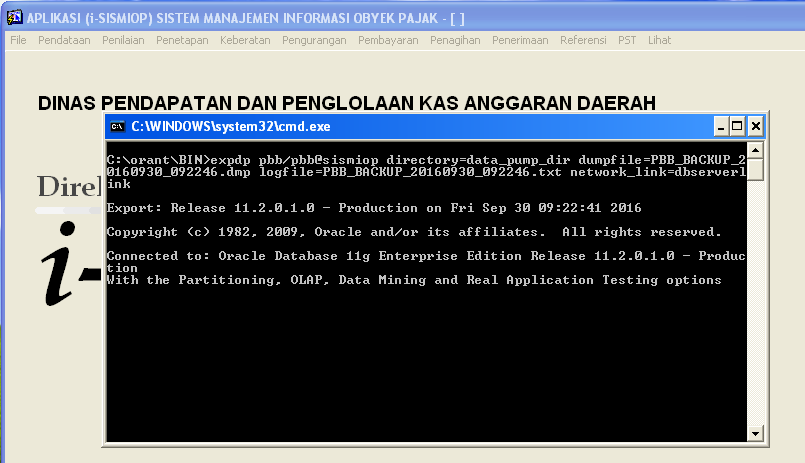 APLIKASI (i-SISMIOP) SISTEM MANAJEMEN INFORMASI OBYEK PAJAK - [ ]
File Pendataan Penilaian Penetapan Keberatan Pengurangan Pembayaran Penagihan Penerimaan Referensi PST Lihat
DINAS PENDAPATAN DAN PENGLOLAAN KAS ANGGARAN DAERAH
C:\WINDOWS\system32\cmd.exe
C:\orant\BIN>expdp pbb/pbb@sismiop directory=data_pump_dir dumpfile=PBB_BACKUP_2
0160930_092246.dmp logfile=PBB_BACKUP_20160930_092246.txt network_link=dbserverl
ink
Export: Release 11.2.0.1.0 - Production on Fri Sep 30 09:22:41 2016
Copyright (c) 1982, 2009, Oracle and/or its affiliates.  All rights reserved.
Connected to: Oracle Database 11g Enterprise Edition Release 11.2.0.1.0 - Produc
tion
With the Partitioning, OLAP, Data Mining and Real Application Testing options
Dire
i-